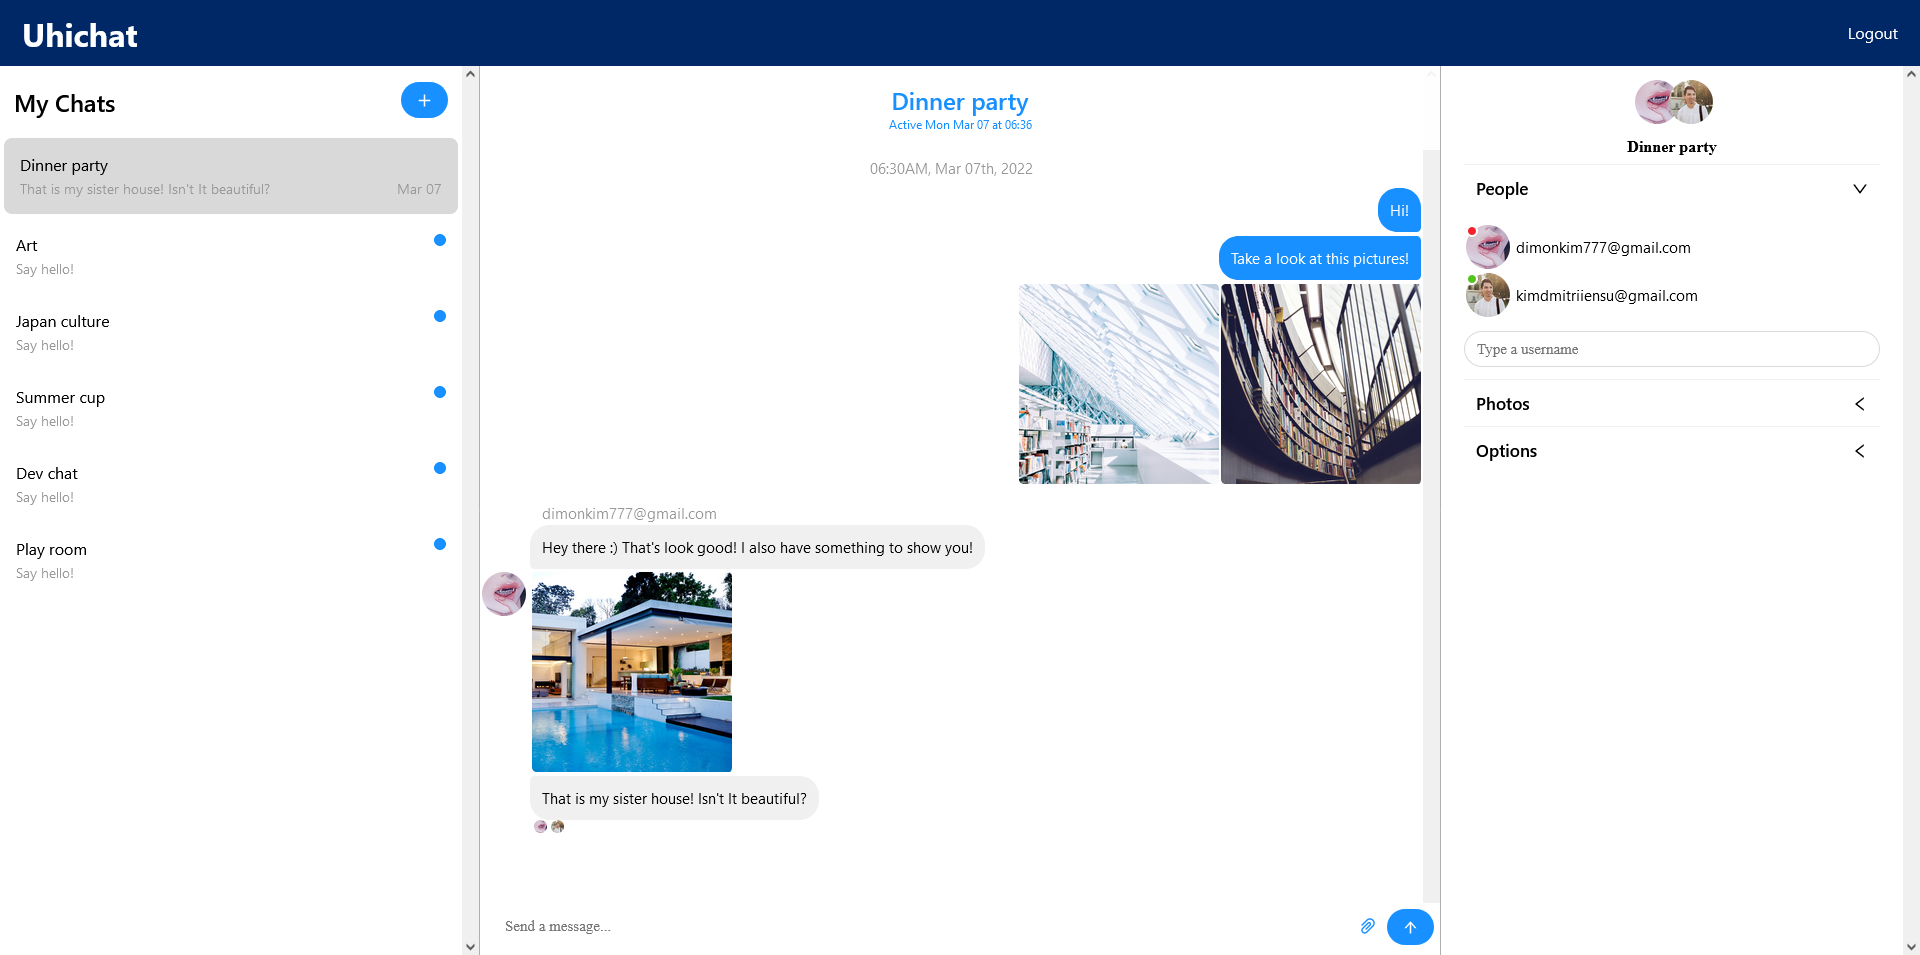 Uhichat
Logout
My Chats
+
Dinner party
That is my sister house! Isn't It beautiful?
Mar 07
Art
Say hello!
Japan culture
Say hello!
Summer cup
Say hello!
Dev chat
Say hello!
Play room
Say hello!
Dinner party
Active Mon Mar 07 at 06:36
06:30AM, Mar 07th, 2022
Hi!
Take a look at this pictures!
dimonkim777@gmail.com
Hey there :) That's look good! I also have something to show you!
That is my sister house! Isn't It beautiful?
Send a message...
Dinner party
People
dimonkim777@gmail.com
kimdmitriiensu@gmail.com
Type a username
Photos
Options